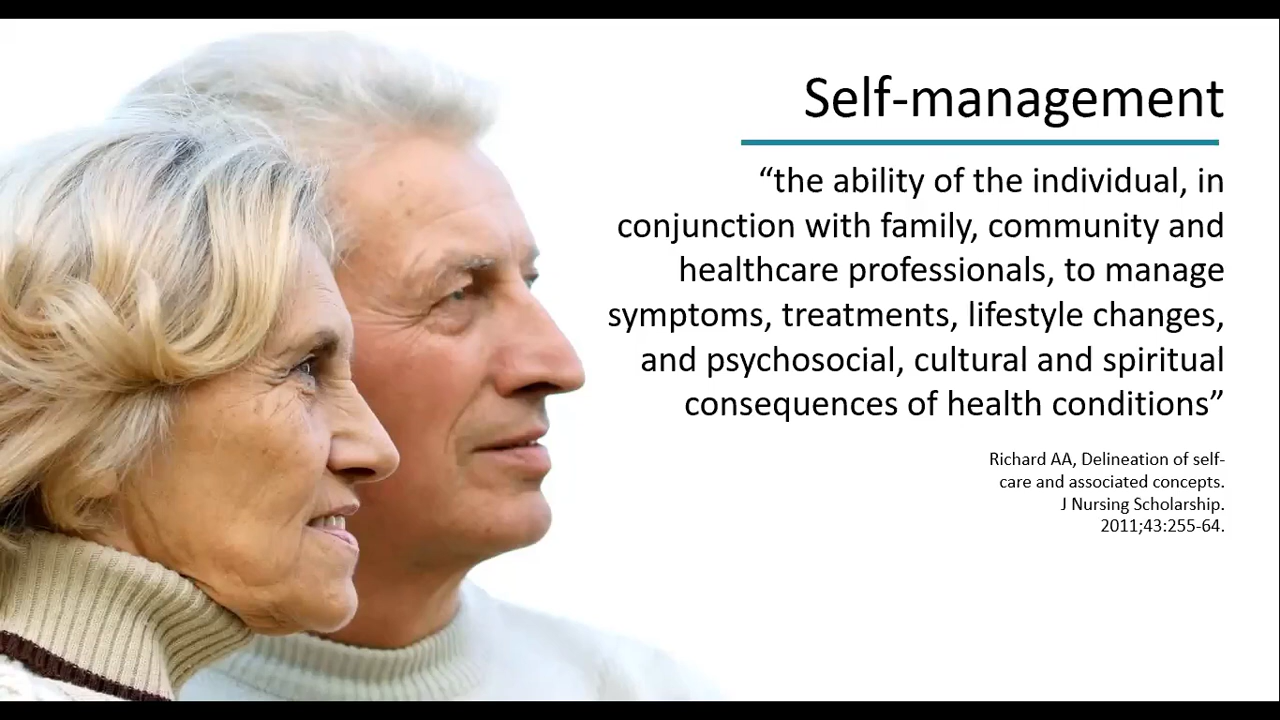 Self-management
“the ability of the individual, in
conjunction with family, community and
healthcare professionals, to manage
symptoms, treatments, lifestyle changes,
and psychosocial, cultural and spiritual
consequences of health conditions”
Richard AA, Delineation of self-
care and associated concepts.
J Nursing Scholarship.
2011;43:255-64.